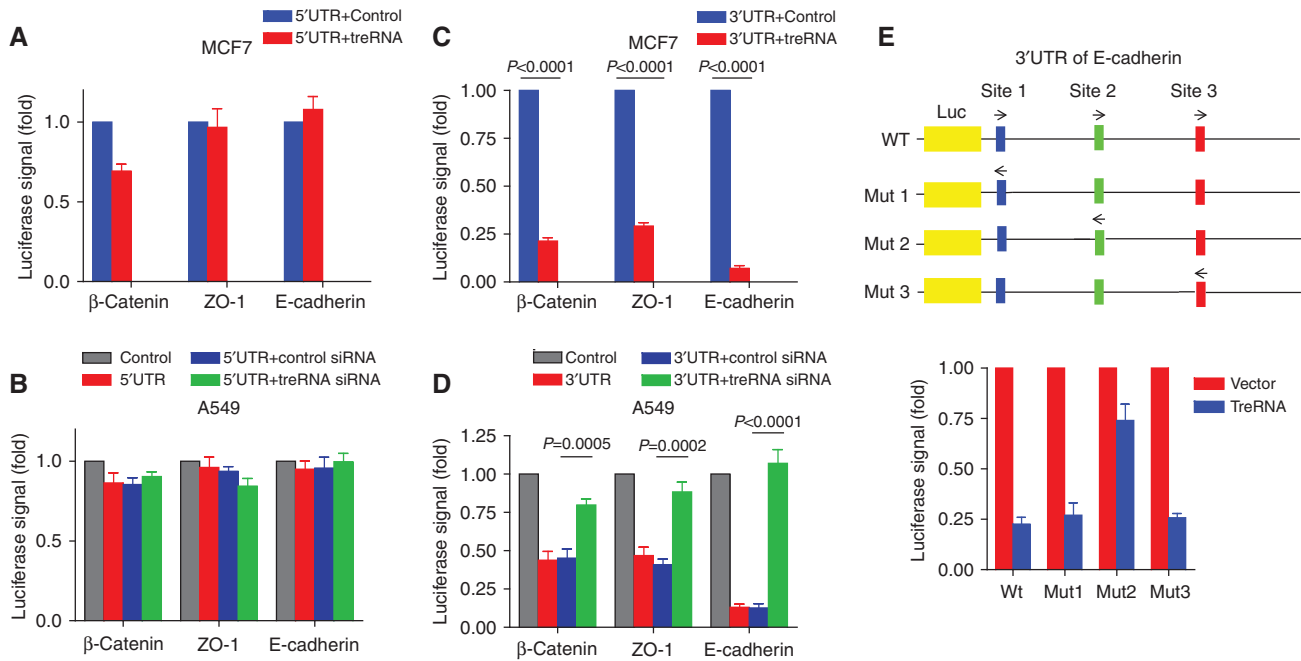 A
5′UTR+Control
5′UTR+treRNA
MCF7
Luciferase signal (fold)
1.0
0.5
0.0
β-Catenin
ZO-1
E-cadherin
B
Control
5′UTR
5′UTR+control siRNA
5′UTR+treRNA siRNA
A549
Luciferase signal (fold)
1.0
0.5
0.0
β-Catenin
ZO-1
E-cadherin
C
3′UTR+Control
3′UTR+treRNA
MCF7
P<0.0001
P<0.0001
P<0.0001
Luciferase signal (fold)
1.00
0.75
0.50
0.25
0.00
β-Catenin
ZO-1
E-cadherin
D
Control
3′UTR
3′UTR+control siRNA
3′UTR+treRNA siRNA
A549
P=0.0005
P=0.0002
P<0.0001
Luciferase signal (fold)
1.25
1.00
0.75
0.50
0.25
0.00
β-Catenin
ZO-1
E-cadherin
E
3′UTR of E-cadherin
Luc
Site 1
Site 2
Site 3
WT
Mut 1
Mut 2
Mut 3
Luciferase signal (fold)
1.00
0.75
0.50
0.25
0.00
Wt
Mut1
Mut2
Mut3
Vector
TreRNA